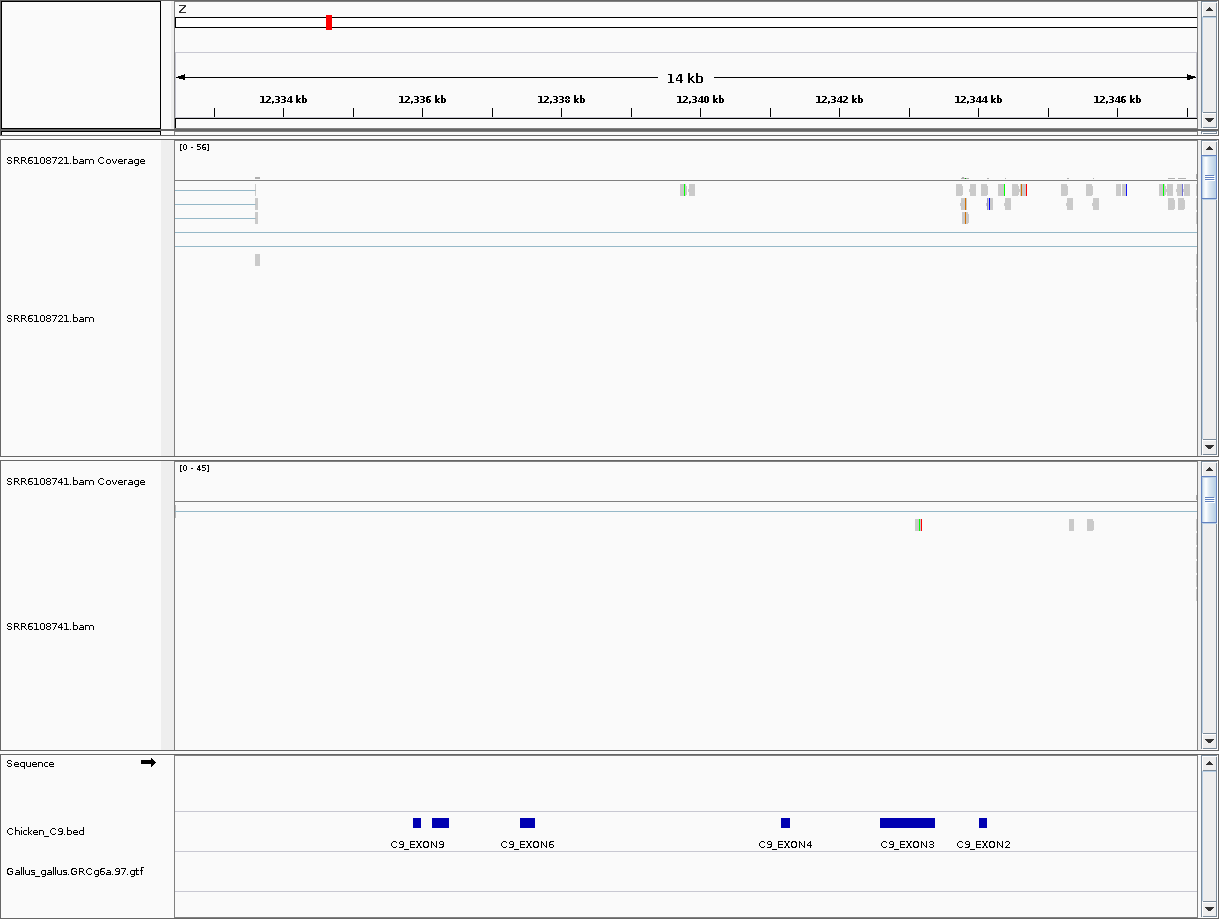 Z
14 kb
12,334 kb 12,336 kb 12,338 kb 12,340 kb 12,342 kb 12,344 kb 12,346 kb
[0 - 56]
SRR6108721.bam Coverage
SRR6108721.bam
[0 - 45]
SRR6108741.bam Coverage
SRR6108741.bam
Sequence
Chicken_C9.bed
C9_EXON9 C9_EXON6 C9_EXON4 C9_EXON3 C9_EXON2
Gallus_gallus.GRCg6a.97.gtf